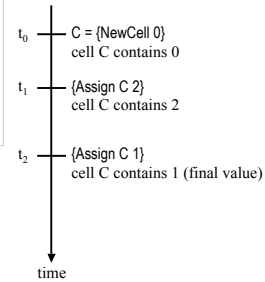 t0 C = {NewCell 0}
cell C contains 0
t1 {Assign C 2}
cell C contains 2
t2 {Assign C 1}
cell C contains 1 (final value)
time